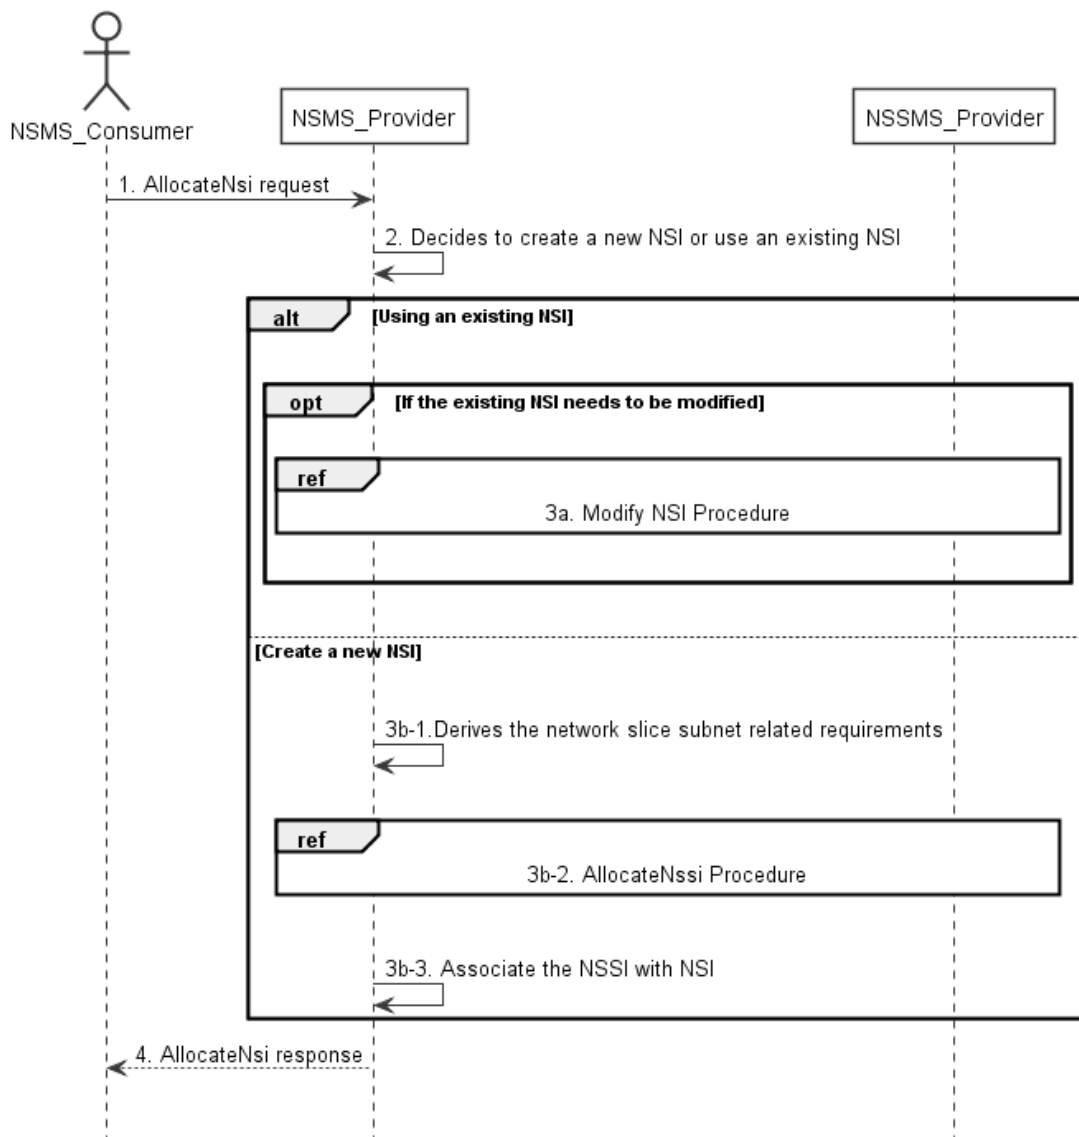 NSMS_Consumer
NSMS_Provider
NSSMS_Provider
1. AllocateNsi request
2. Decides to create a new NSI or use an existing NSI
alt
[Using an existing NSI]
opt
[If the existing NSI needs to be modified]
ref
3a. Modify NSI Procedure
[Create a new NSI]
3b-1.Derives the network slice subnet related requirements
ref
3b-2. AllocateNssi Procedure
3b-3. Associate the NSSI with NSI
4. AllocateNsi response